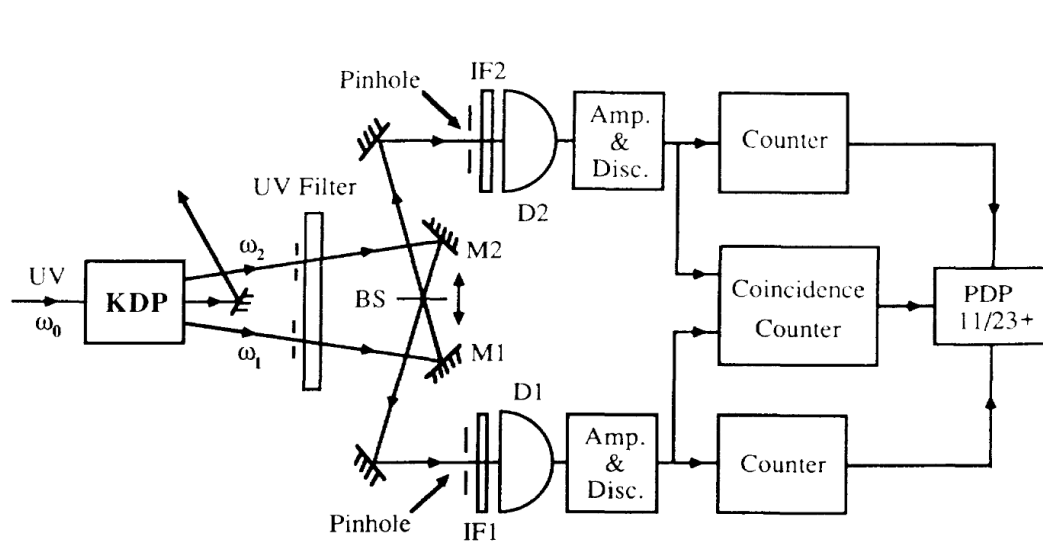 IF2
Pinhole
Amp.
&
Disc.
Counter
UV Filter
D2
ω2
M2
UV
KDP
BS
Coincidence
Counter
PDP
11/23+
ω0
ω1
M1
D1
Amp.
&
Disc.
Counter
Pinhole
IF1